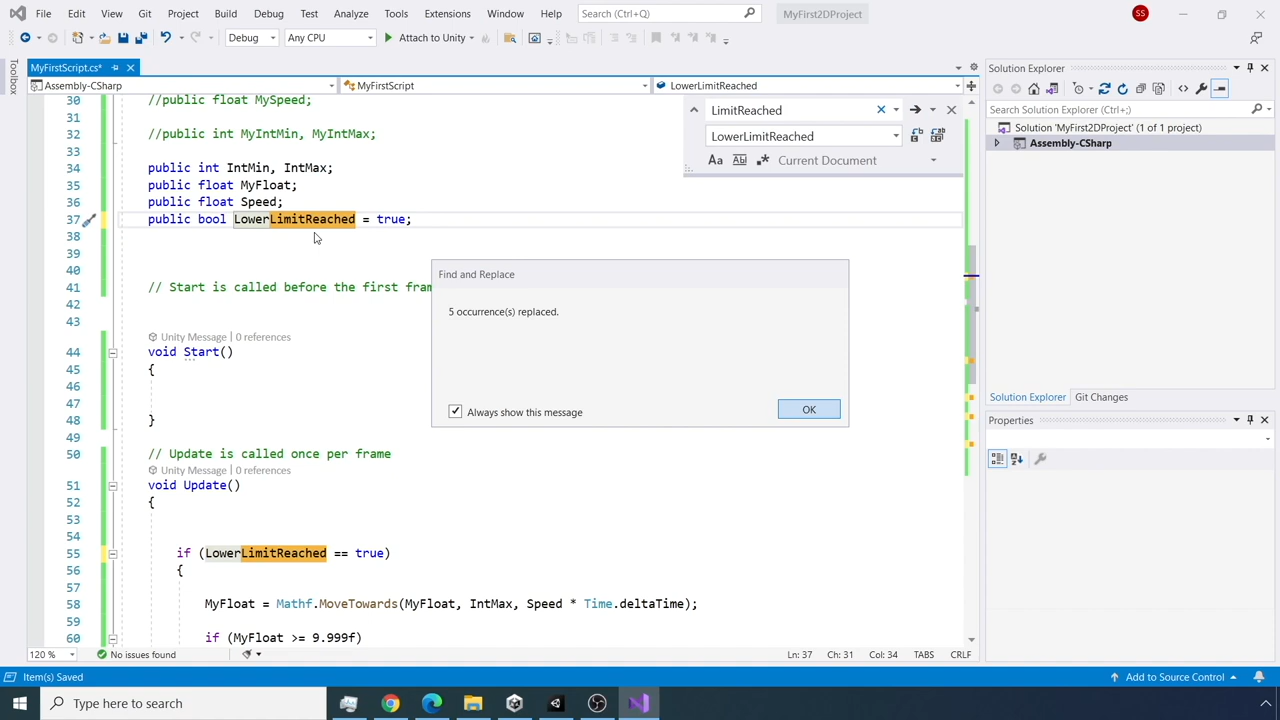 File Edit View Git Project Build Debug Test Analyze Tools Extensions Window Help Search (Ctrl+Q) MyFirst2DProject SS
Debug Any CPU Attach to Unity
Toolbox
MyFirstScript.cs*
Assembly-CSharp MyFirstScript LowerLimitReached
30 //public float MySpeed;
31
32 //public int MyIntMin, MyIntMax;
33
34 public int IntMin, IntMax;
35 public float MyFloat;
36 public float Speed;
37 public bool LowerLimitReached = true;
38
39
40
41 // Start is called before the first fram
42
43
Unity Message | 0 references
44 void Start()
45 {
46
47
48 }
49
50 // Update is called once per frame
Unity Message | 0 references
51 void Update()
52 {
53
54
55 if (LowerLimitReached == true)
56 {
57
58 MyFloat = Mathf.MoveTowards(MyFloat, IntMax, Speed * Time.deltaTime);
59
60 if (MyFloat >= 9.999f)
LimitReached
LowerLimitReached
Aa Ab .* Current Document
Find and Replace
5 occurrence(s) replaced.
Always show this message
OK
120 % No issues found Ln: 37 Ch: 31 Col: 34 TABS CRLF
Solution Explorer
Search Solution Explorer (Ctrl+;)
Solution 'MyFirst2DProject' (1 of 1 project)
Assembly-CSharp
Solution Explorer Git Changes
Properties
Item(s) Saved Add to Source Control
Type here to search